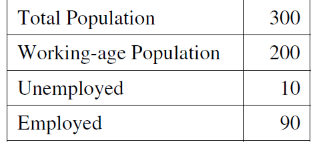 Total Population 300
Working-age Population 200
Unemployed 10
Employed 90